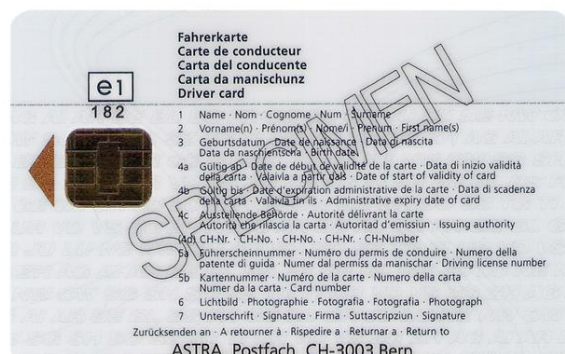 Fahrerkarte
Carte de conducteur
Carta del conducente
Carta da manischunz
Driver card
e1
182
1 Name · Nom · Cognome · Num · Surname
2 Vorname(n) · Prénom(s) · Nome/i · Prenum · First name(s)
3 Geburtsdatum · Date de naissance · Data di nascita
Data da naschientscha · Birth date
4a Gültig ab · Date de début de validité de la carte · Data di inizio validità
della carta · Valaivla a partir dals · Date of start of validity of card
4b Gültig bis · Date d'expiration administrative de la carte · Data di scadenza
della carta · Valaivla fin ils · Administrative expiry date of card
4c Ausstellende Behörde · Autorité délivrant la carte
Autorità che rilascia la carta · Autoritad d'emissiun · Issuing authority
(4d) CH-Nr. · CH-No. · CH-No. · CH-Nr. · CH-Number
5a Führerscheinnummer · Numéro du permis de conduire · Numero della
patente di guida · Numer dal permiss da manischar · Driving license number
5b Kartennummer · Numéro de la carte · Numero della carta
Numer da la carta · Card number
6 Lichtbild · Photographie · Fotografia · Fotografia · Photograph
7 Unterschrift · Signature · Firma · Suttascripziun · Signature
Zurücksenden an · A retourner à · Rispedire a · Returnar a · Return to
ASTRA, Postfach, CH-3003 Bern
SPECIMEN